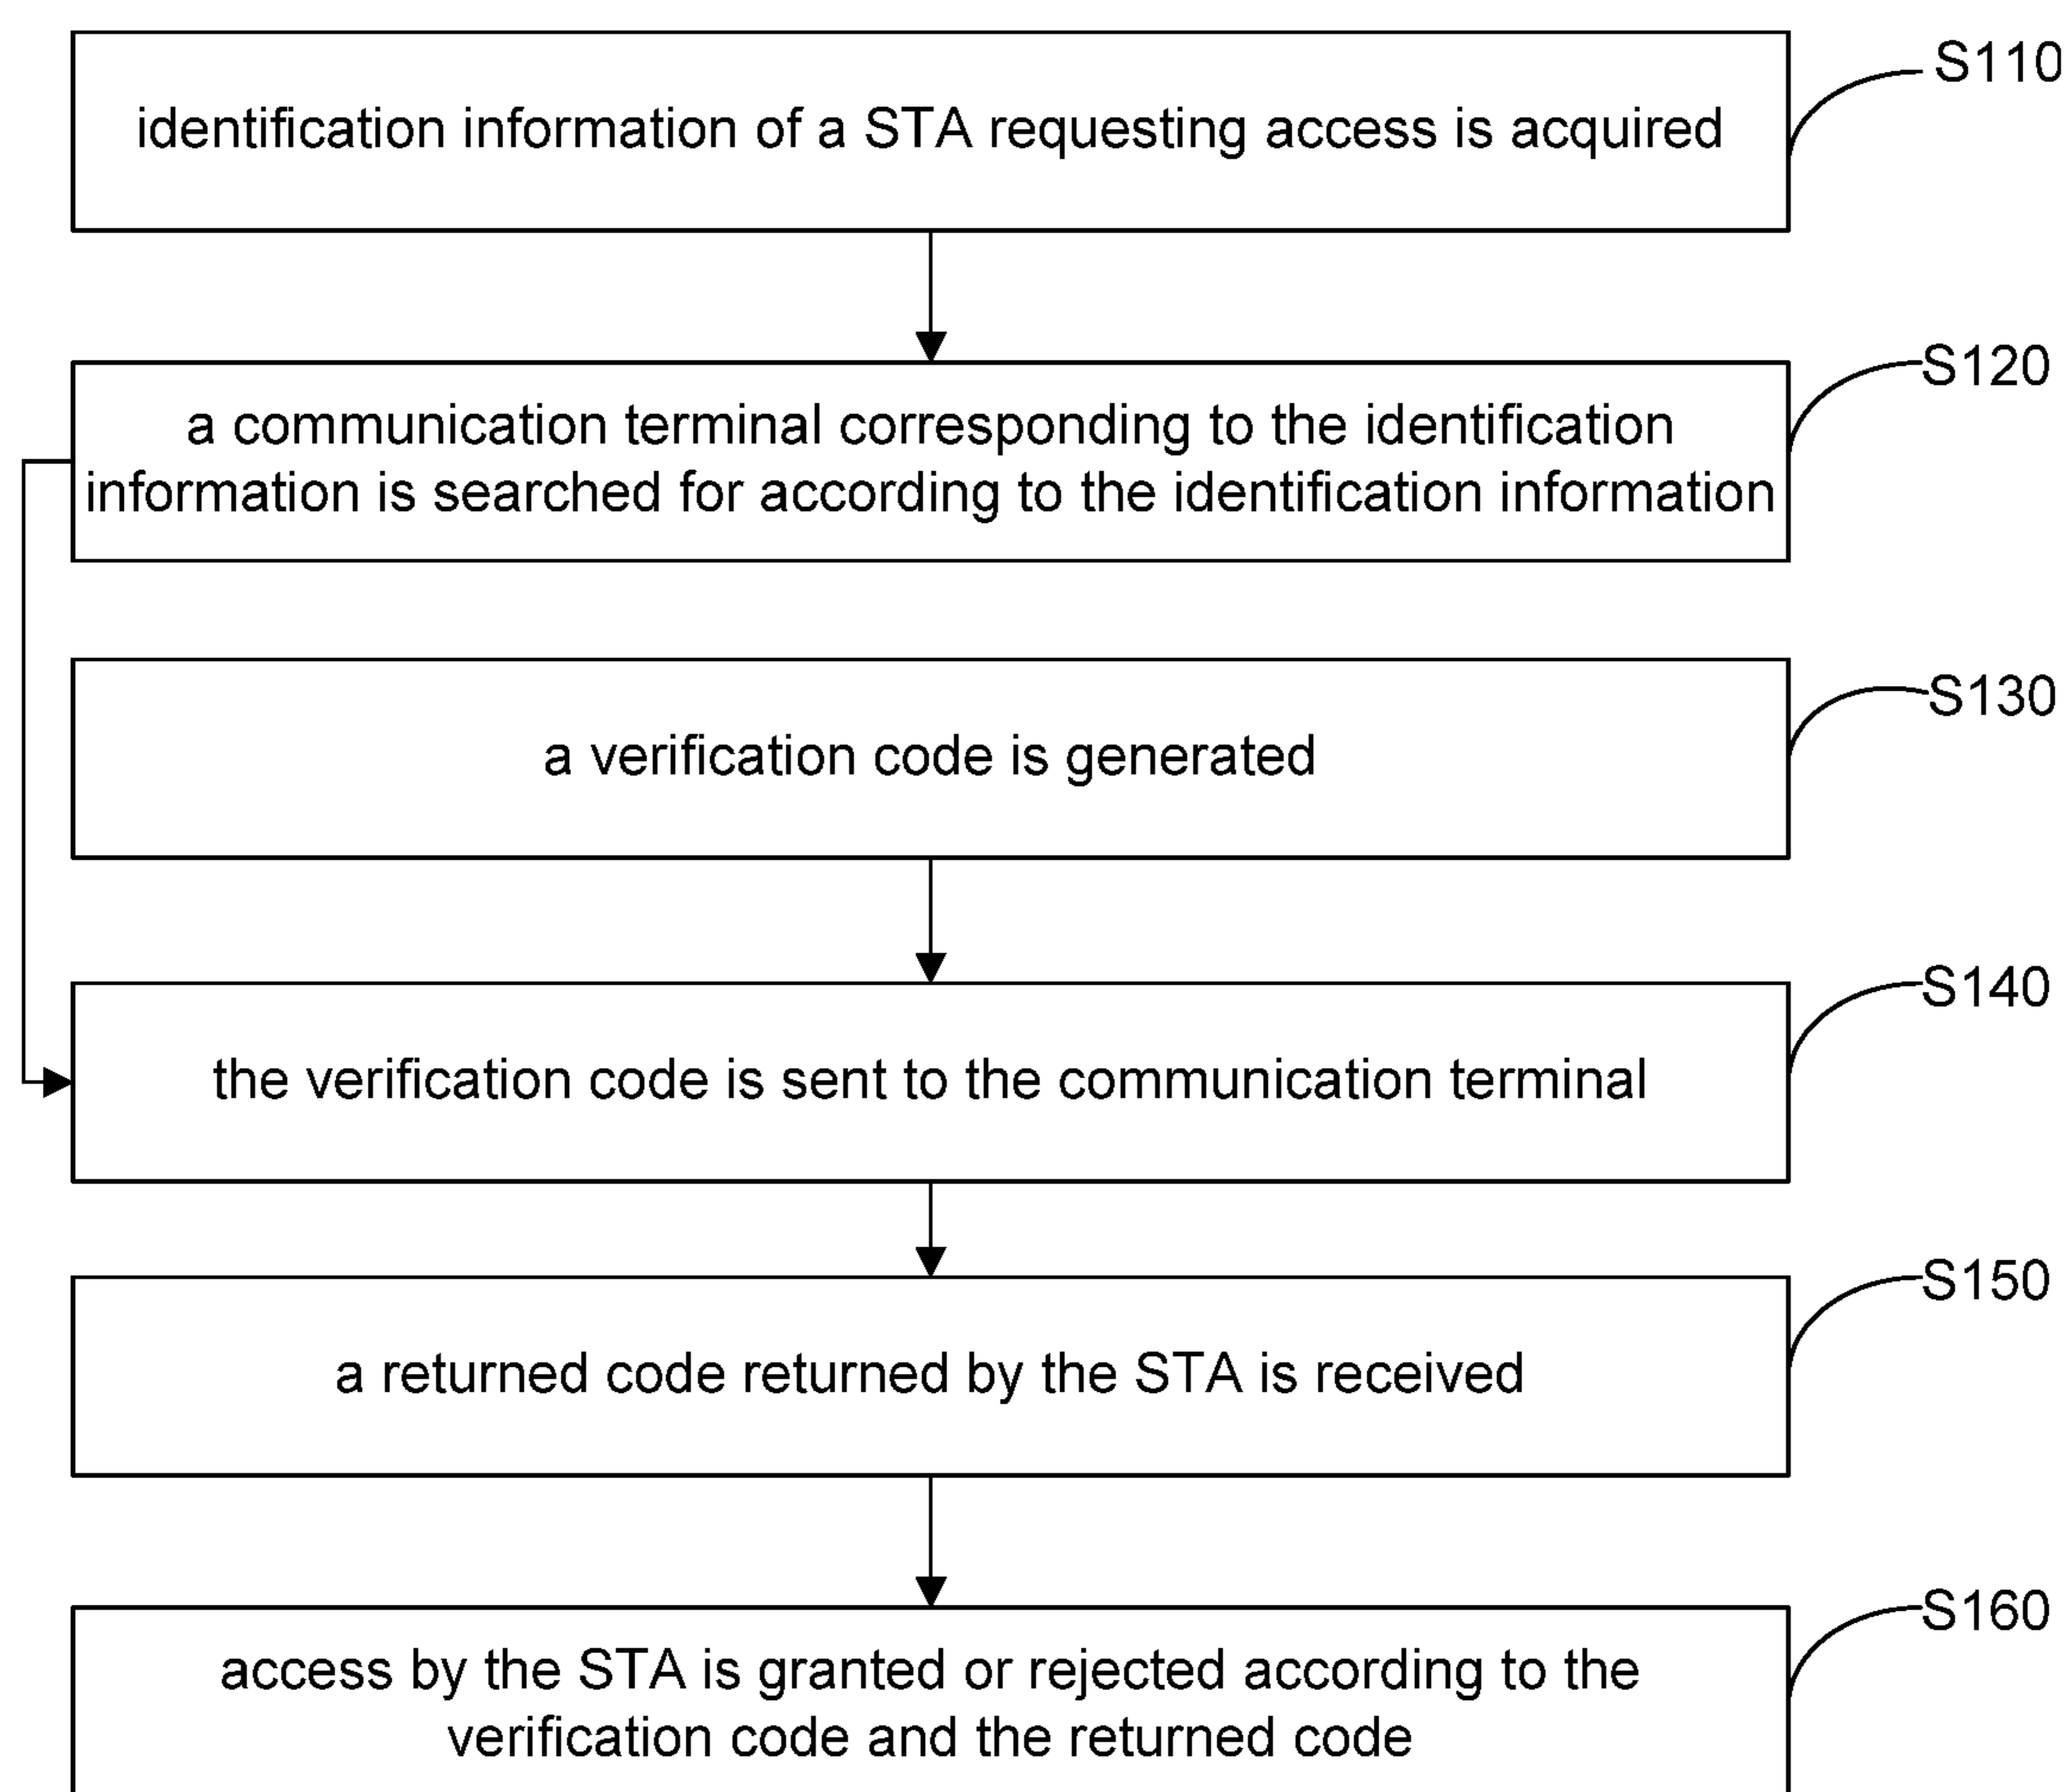 S110
identification information of a STA requesting access is acquired
S120
a communication terminal corresponding to the identification
information is searched for according to the identification information
S130
a verification code is generated
S140
the verification code is sent to the communication terminal
S150
a returned code returned by the STA is received
S160
access by the STA is granted or rejected according to the
verification code and the returned code